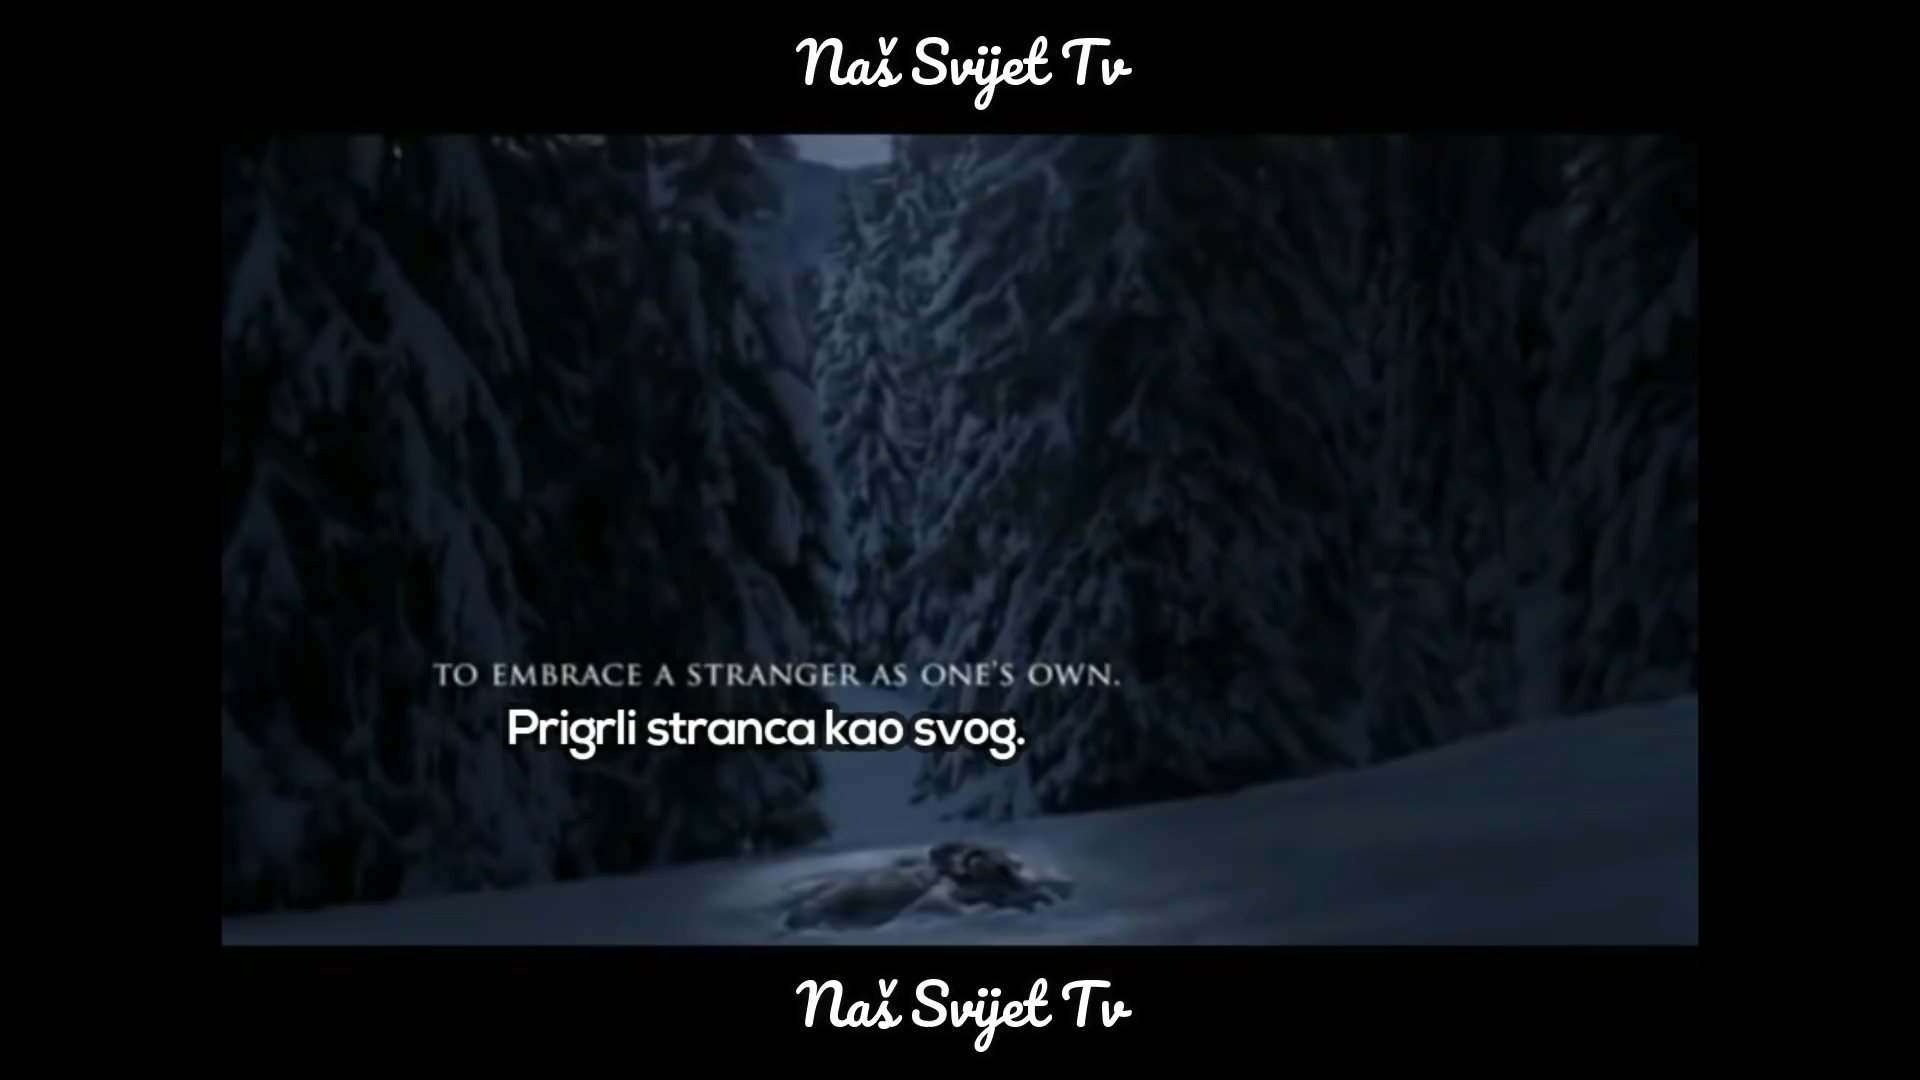 Naš Svijet Tv
TO EMBRACE A STRANGER AS ONE'S OWN.
Prigrli stranca kao svog.
Naš Svijet Tv